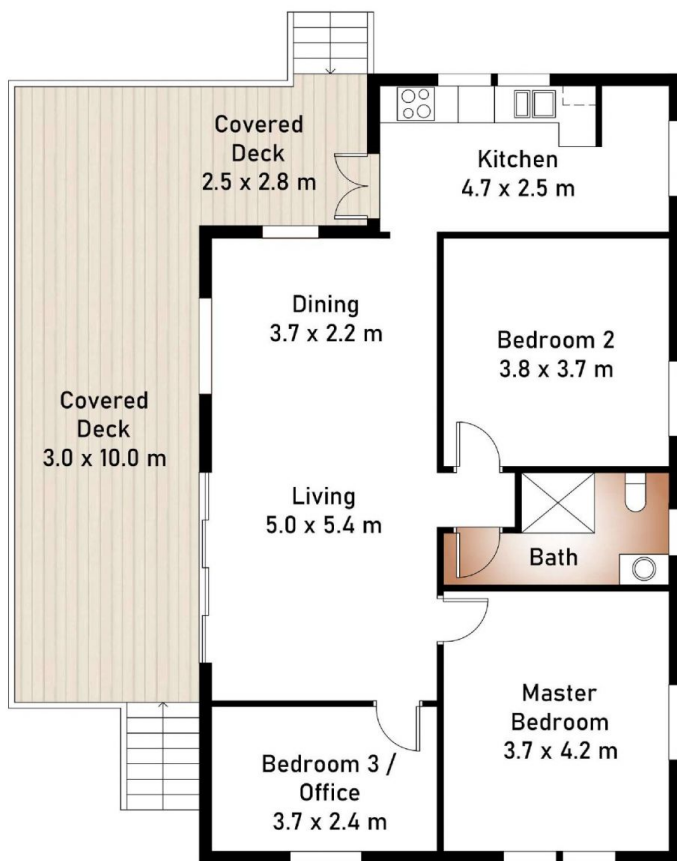 Covered
Deck
2.5 x 2.8 m
Kitchen
4.7 x 2.5 m
Dining
3.7 x 2.2 m
Bedroom 2
3.8 x 3.7 m
Covered
Deck
3.0 x 10.0 m
Living
5.0 x 5.4 m
Bath
Master
Bedroom
3.7 x 4.2 m
Bedroom 3 /
Office
3.7 x 2.4 m